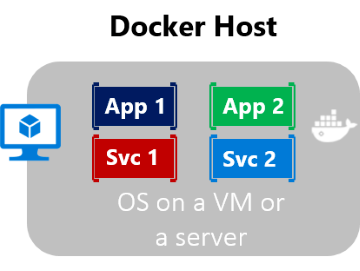 Docker Host
App 1 App 2
Svc 1 Svc 2
OS on a VM or
a server